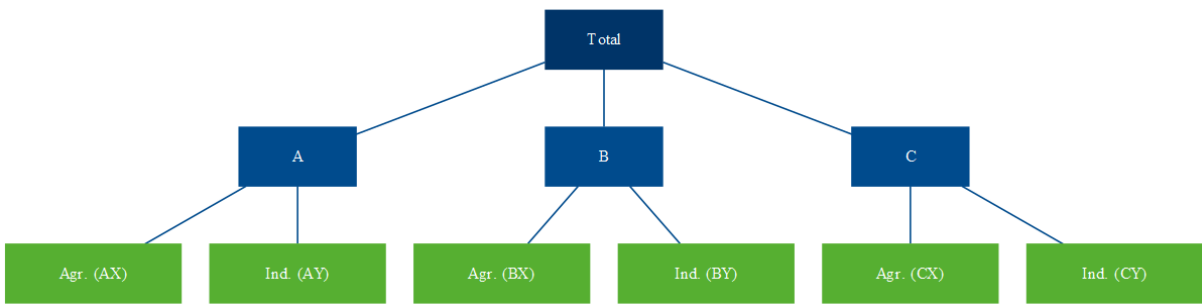 Total
A
B
C
Agr. (AX)
Ind. (AY)
Agr. (BX)
Ind. (BY)
Agr. (CX)
Ind. (CY)